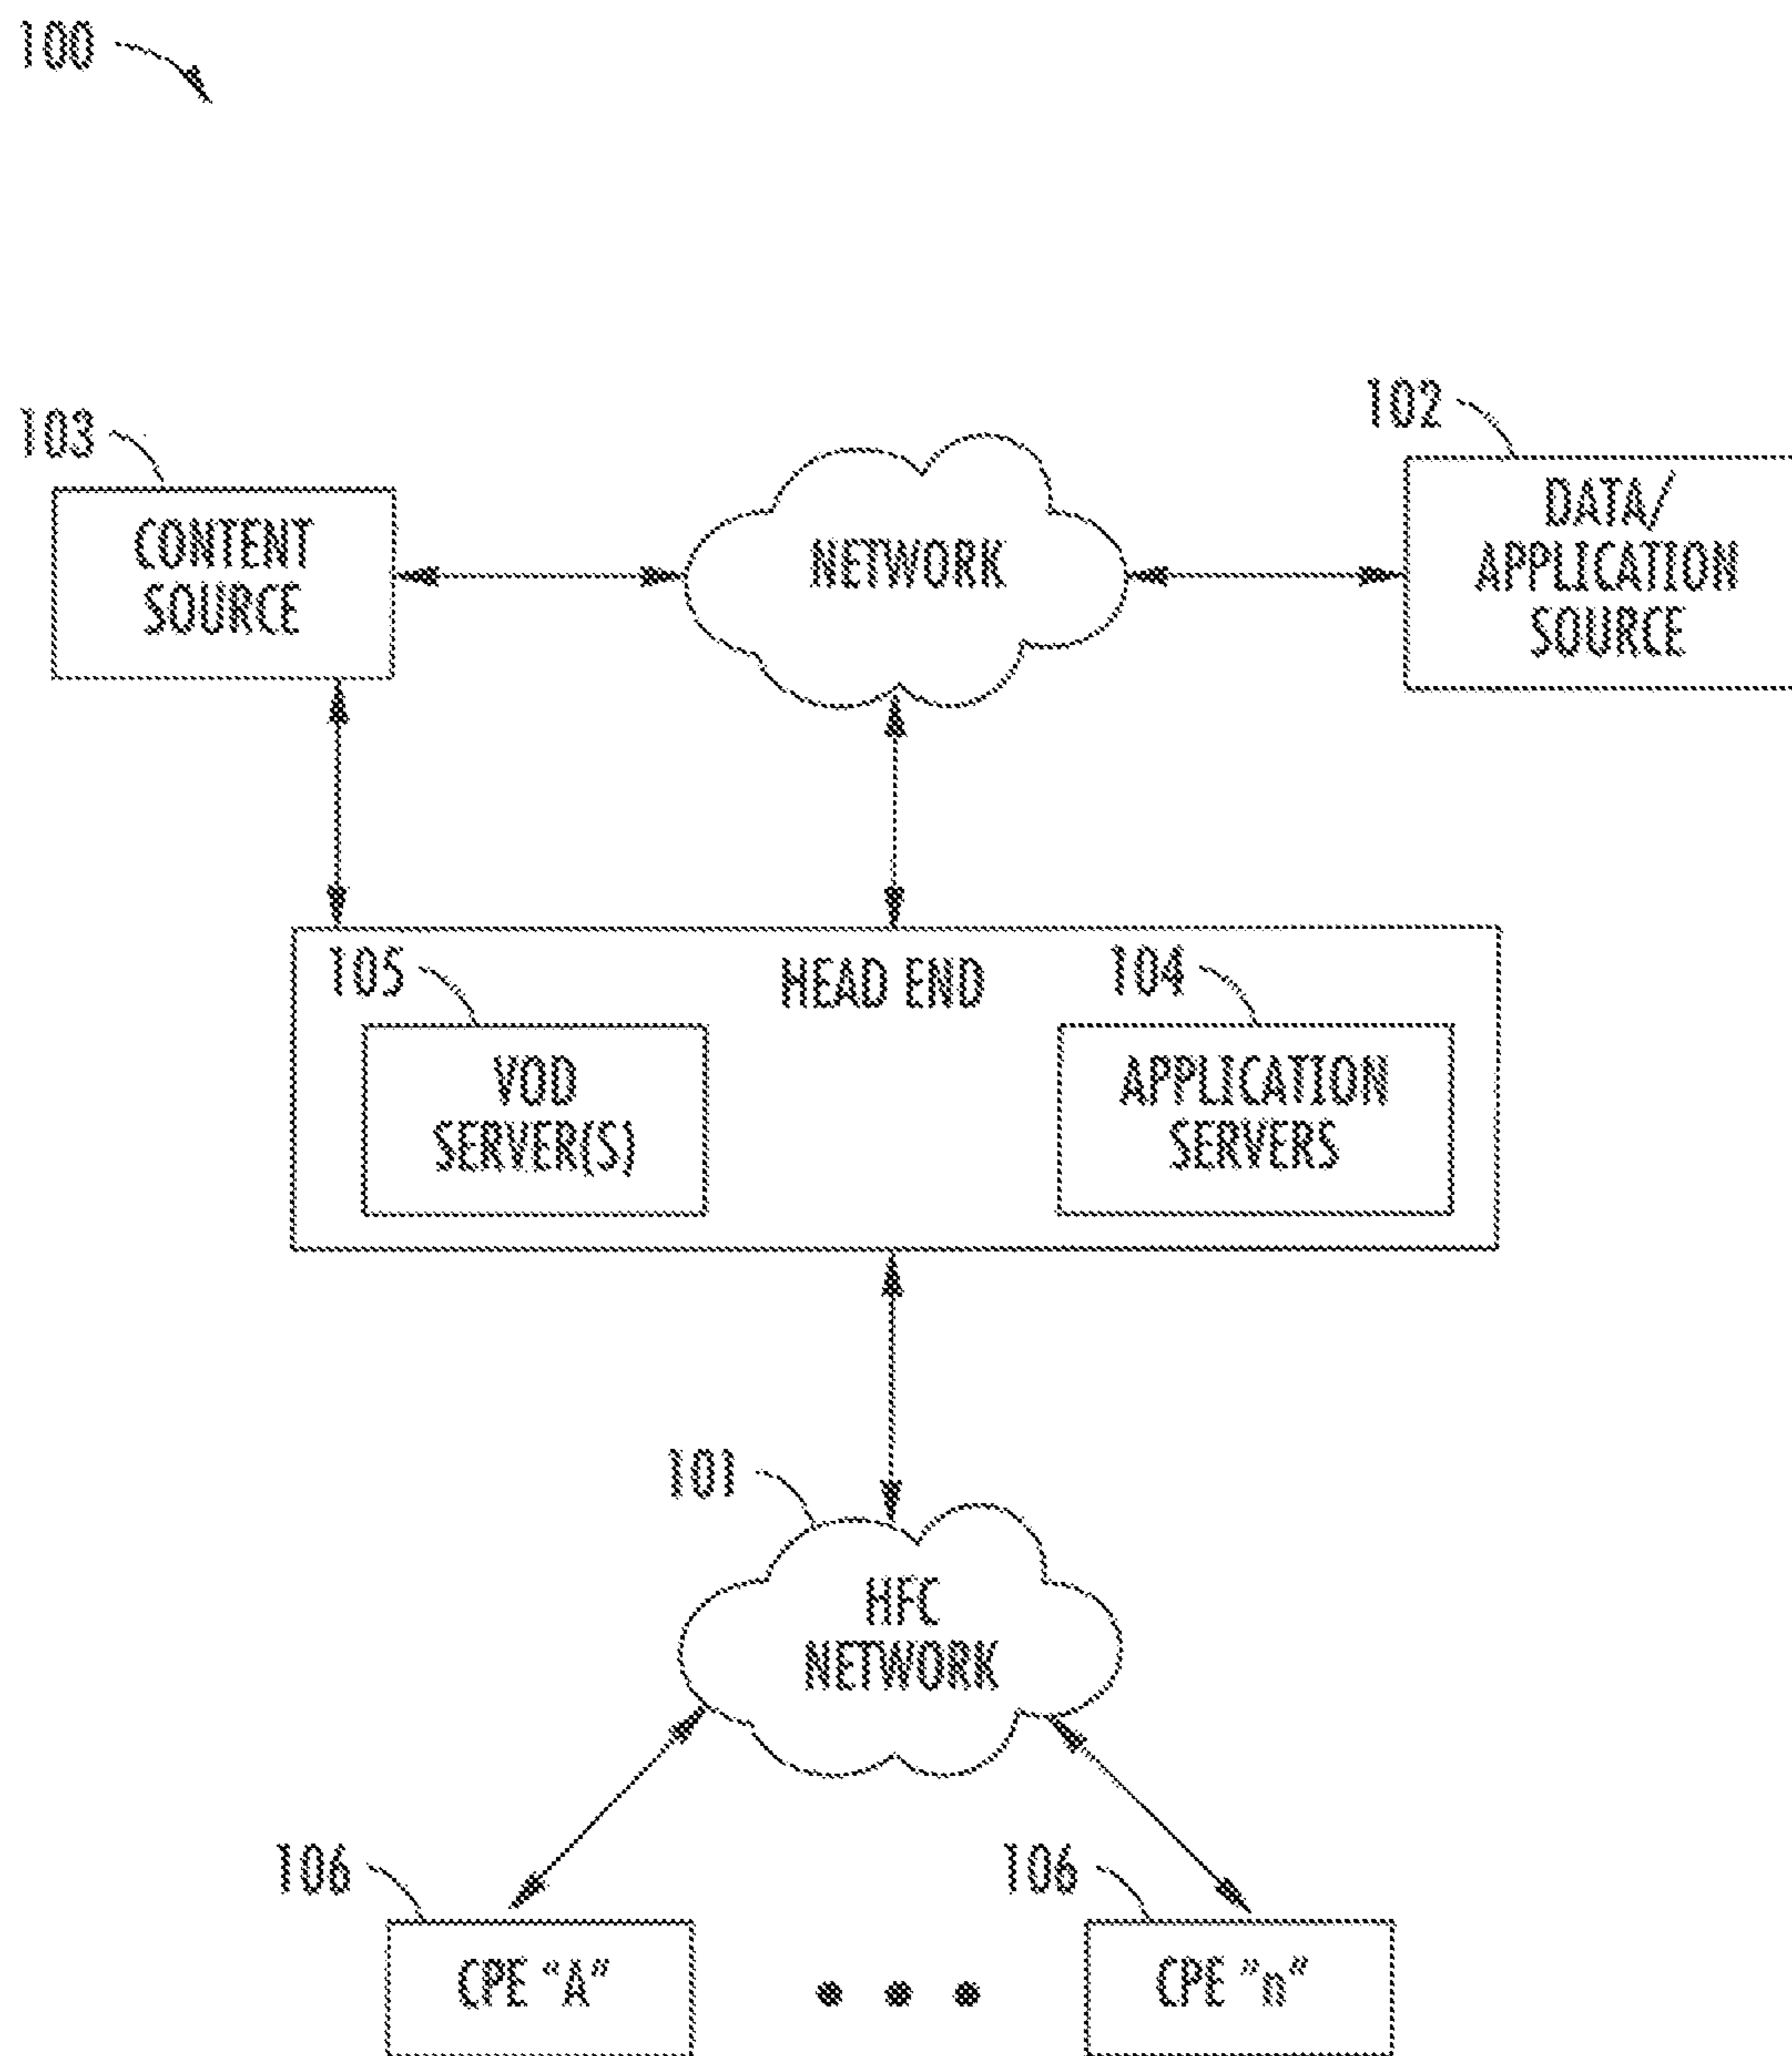 100
103
102
CONTENT
SOURCE
NETWORK
DATA/
APPLICATION
SOURCE
105
HEAD END
104
VOD
SERVER(S)
APPLICATION
SERVERS
101
HFC
NETWORK
106
106
CPE "A"
CPE "n"